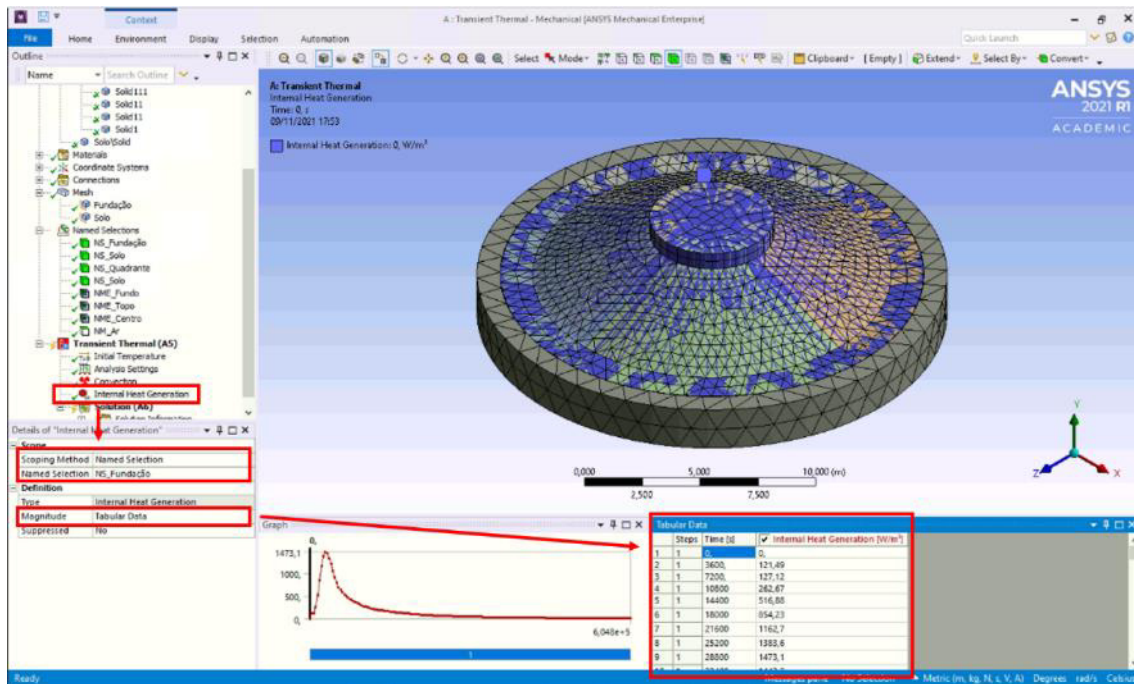 Context
A : Transient Thermal - Mechanical [ANSYS Mechanical Enterprise]
File Home Environment Display Selection Automation
Quick Launch
Outline
Name Search Outline
Select Mode Clipboard [Empty] Extend Select By Convert
Solid111
Solid11
Solid11
Solid1
Solo\Solid
Materiais
Coordinate Systems
Connections
Mesh
Fundação
Solo
Named Selections
NS_Fundação
NS_Solo
NS_Quadrante
NS_Solo
NME_Fundo
NME_Topo
NME_Centro
NM_Ar
Transient Thermal (A5)
Initial Temperature
Analysis Settings
Convection
Internal Heat Generation
Solution (A6)
Solution Information
A: Transient Thermal
Internal Heat Generation
Time: 0, s
09/11/2021 17:53
Internal Heat Generation: 0, W/m³
ANSYS
2021 R1
ACADEMIC
0,000 5,000 10,000 (m)
2,500 7,500
Y
Z X
Details of "Internal Heat Generation"
Scope
Scoping Method Named Selection
Named Selection NS_Fundação
Definition
Type Internal Heat Generation
Magnitude Tabular Data
Suppressed No
Graph
0,
1473,1
1000,
500,
0,
6,048e+5
1
Tabular Data
Steps Time [s] Internal Heat Generation [W/m³]
1 1 0, 0,
2 1 3600, 121,49
3 1 7200, 127,12
4 1 10800 262,67
5 1 14400 516,88
6 1 18000 854,23
7 1 21600 1162,7
8 1 25200 1383,6
9 1 28800 1473,1
Ready
Messages pane No Selection Metric (m, kg, N, s, V, A) Degrees rad/s Celsius